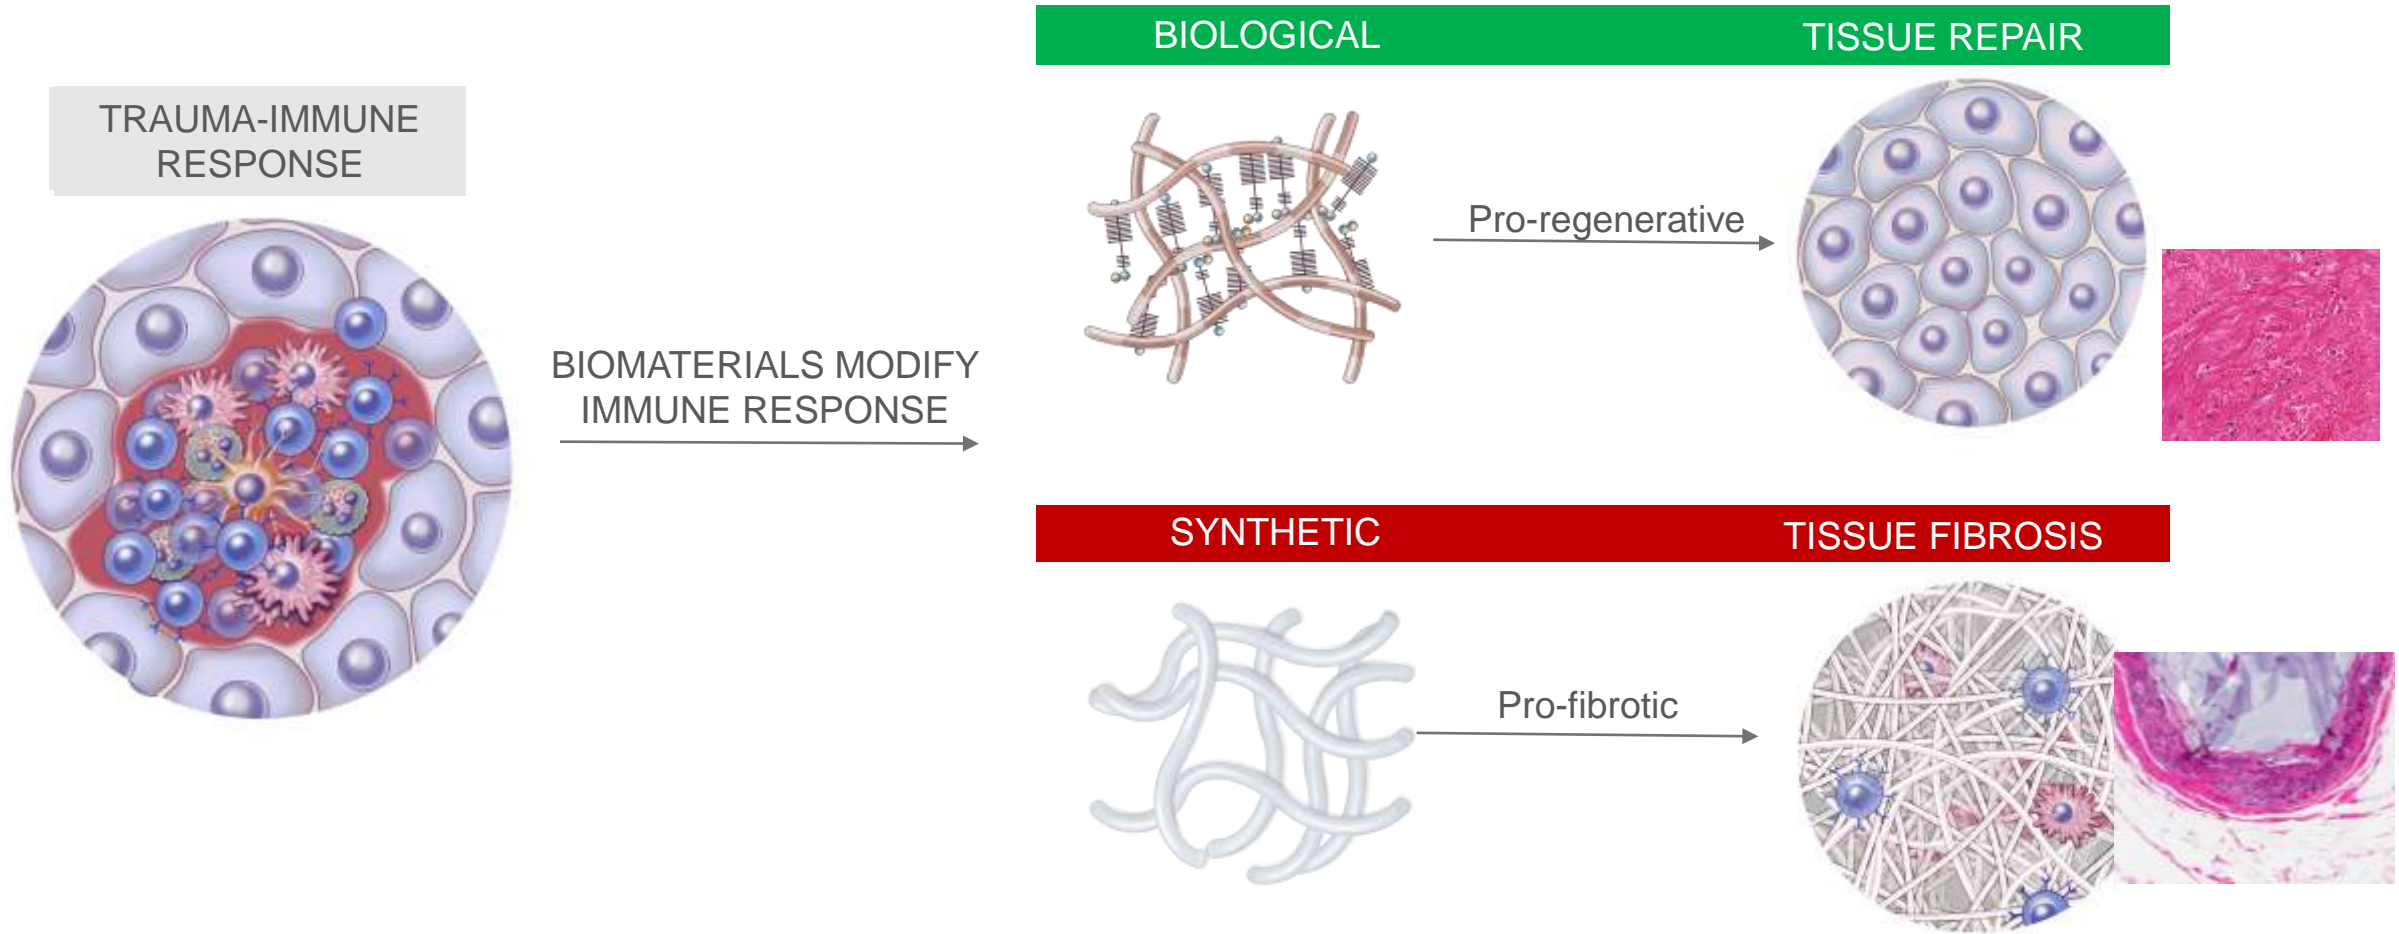 TRAUMA-IMMUNE
RESPONSE
BIOMATERIALS MODIFY
IMMUNE RESPONSE
BIOLOGICAL
TISSUE REPAIR
Pro-regenerative
SYNTHETIC
TISSUE FIBROSIS
Pro-fibrotic